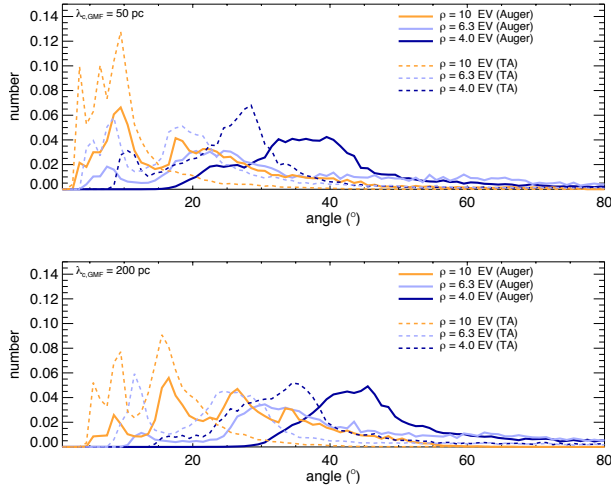 λc,GMF = 50 pc
ρ = 10 EV (Auger)
ρ = 6.3 EV (Auger)
ρ = 4.0 EV (Auger)
ρ = 10 EV (TA)
ρ = 6.3 EV (TA)
ρ = 4.0 EV (TA)
number
0.14
0.12
0.10
0.08
0.06
0.04
0.02
0.00
20 40 60 80
angle (°)
λc,GMF = 200 pc
ρ = 10 EV (Auger)
ρ = 6.3 EV (Auger)
ρ = 4.0 EV (Auger)
ρ = 10 EV (TA)
ρ = 6.3 EV (TA)
ρ = 4.0 EV (TA)
number
0.14
0.12
0.10
0.08
0.06
0.04
0.02
0.00
20 40 60 80
angle (°)